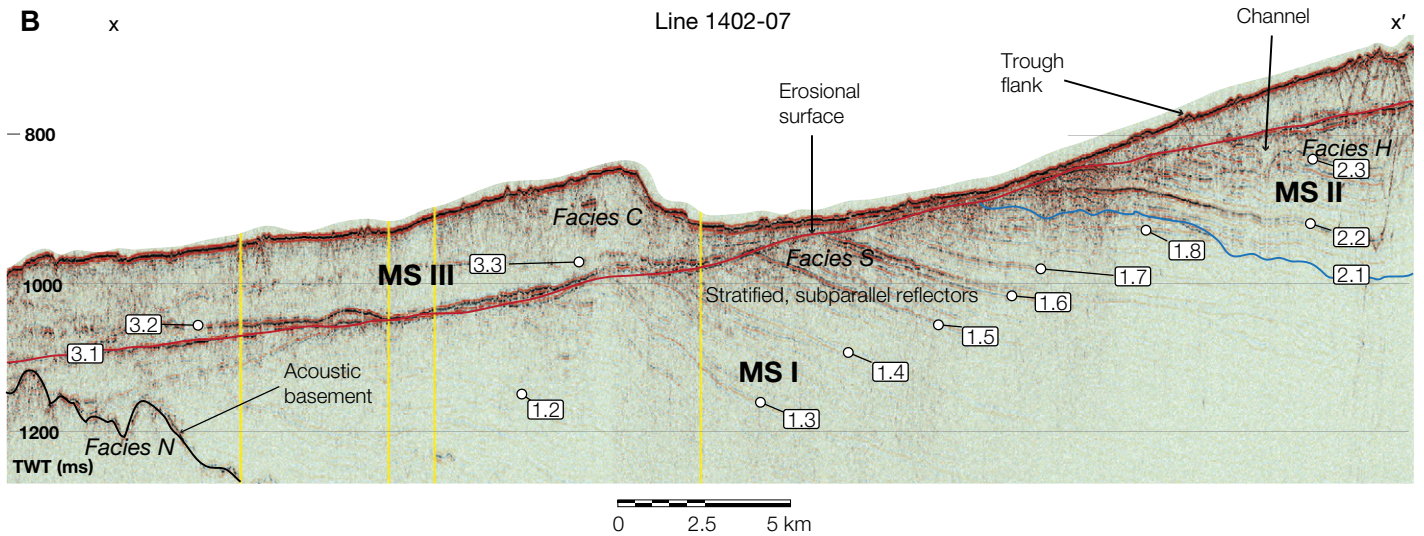 B
x
Line 1402-07
Channel
x′
Trough
flank
Erosional
surface
800
Facies H
2.3
MS II
Facies C
2.2
1.8
Facies S
MS III
3.3
1.7
2.1
1000
Stratified, subparallel reflectors
1.6
3.2
1.5
3.1
Acoustic
basement
MS I
1.4
1.2
1.3
1200
Facies N
TWT (ms)
0 2.5 5 km